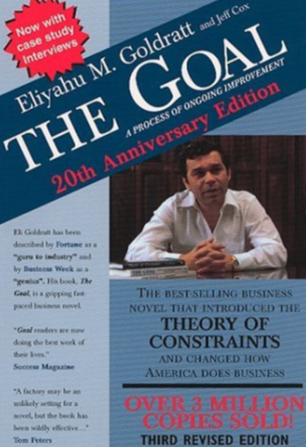 Now with
case study
Interviews
Eliyahu M. Goldratt and Jeff Cox
THE GOAL
A PROCESS OF ONGOING IMPROVEMENT
20th Anniversary Edition
Eli Goldratt has been
described by Fortune as a
"guru to industry" and
by Business Week as a
"genius". His book, The
Goal, is a gripping fast-
paced business novel.
"Goal readers are now
doing the best work of
their lives."
Success Magazine
"A factory may be an
unlikely setting for a
novel, but the book has
been wildly effective..."
Tom Peters
THE BEST-SELLING BUSINESS
NOVEL THAT INTRODUCED THE
THEORY OF
CONSTRAINTS
AND CHANGED HOW
AMERICA DOES BUSINESS
OVER 3 MILLION
COPIES SOLD!
THIRD REVISED EDITION